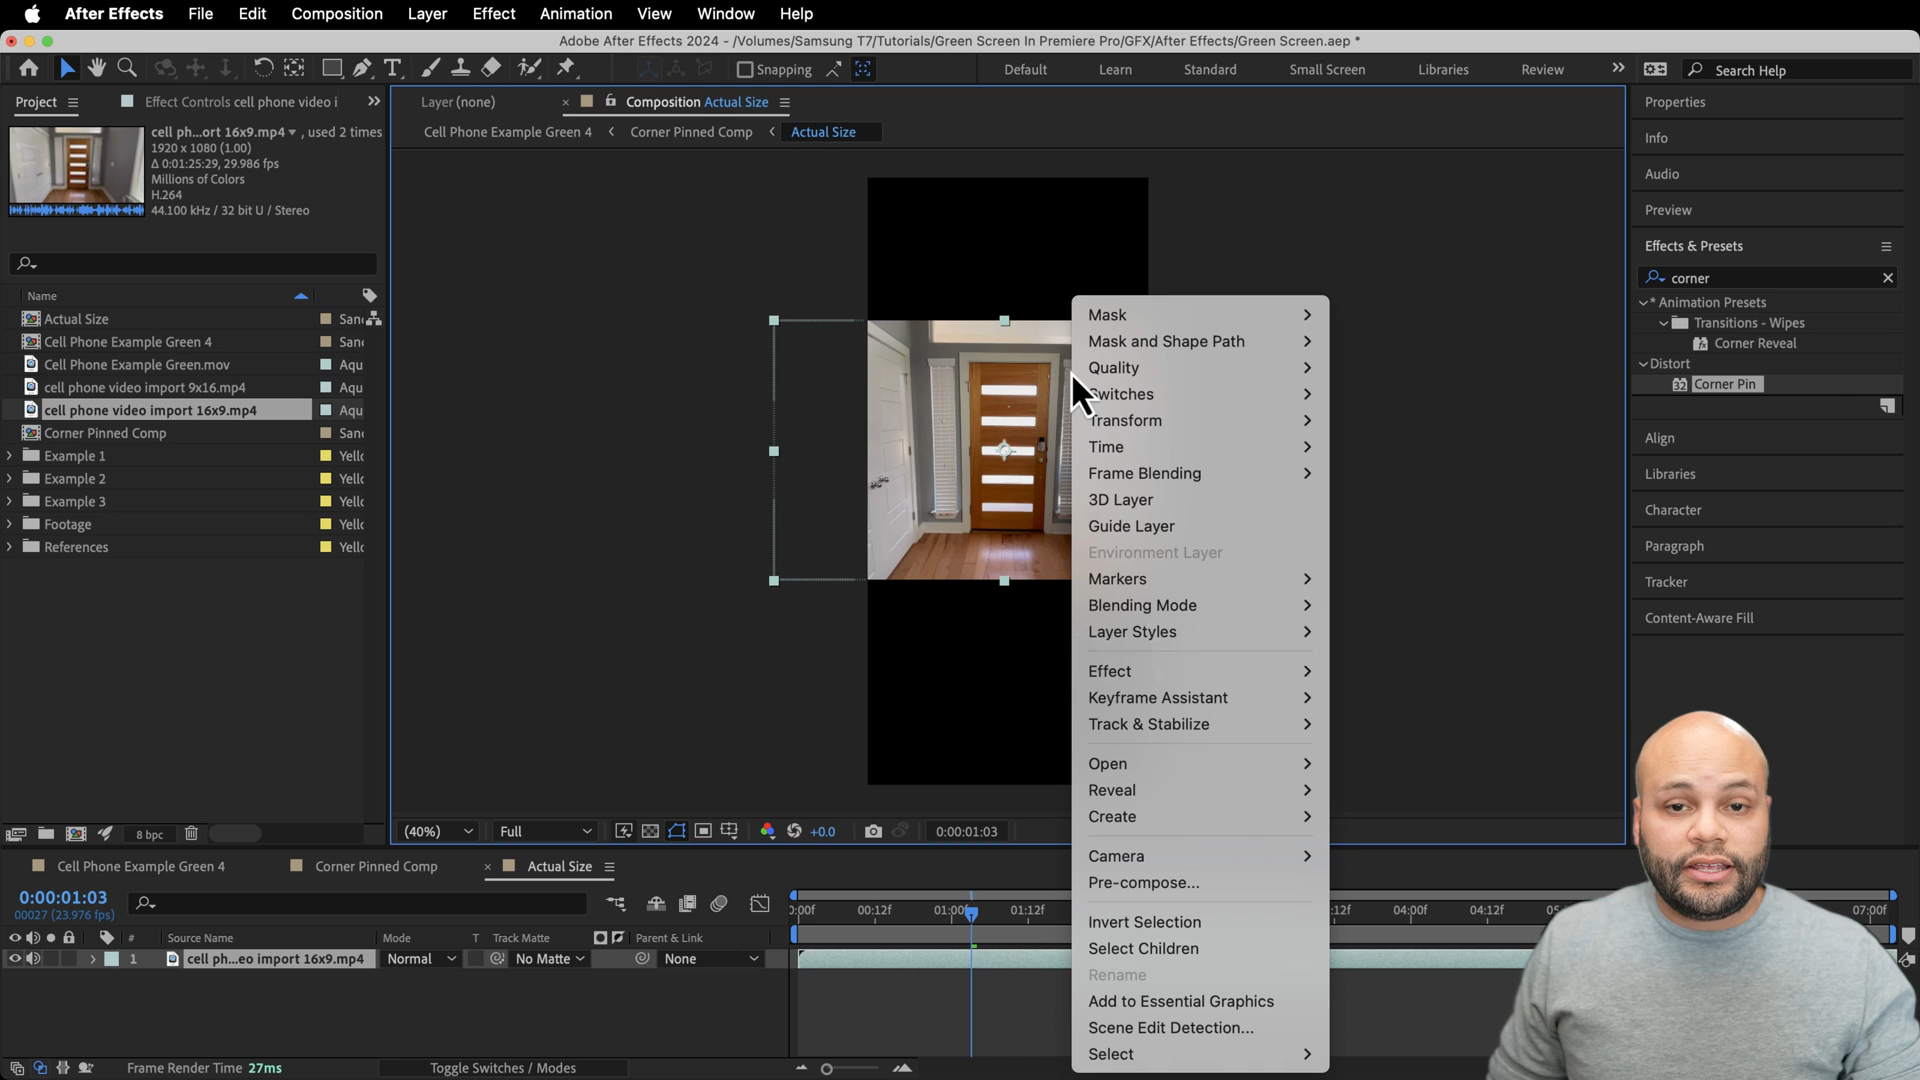 After Effects File Edit Composition Layer Effect Animation View Window Help
Adobe After Effects 2024 - /Volumes/Samsung T7/Tutorials/Green Screen In Premiere Pro/GFX/After Effects/Green Screen.aep *
Snapping Default Learn Standard Small Screen Libraries Review Search Help
Project Effect Controls cell phone video i
Layer (none) Composition Actual Size
Cell Phone Example Green 4 Corner Pinned Comp Actual Size
cell ph...ort 16x9.mp4 , used 2 times
1920 x 1080 (1.00)
Δ 0:01:25:29, 29.986 fps
Millions of Colors
H.264
44.100 kHz / 32 bit U / Stereo
Name
Actual Size
Cell Phone Example Green 4
Cell Phone Example Green.mov Aqu
cell phone video import 9x16.mp4 Aqu
cell phone video import 16x9.mp4 Aqu
Corner Pinned Comp
Example 1
Example 2
Example 3
Footage
References
8 bpc
(40%) Full +0.0 0:00:01:03
Mask
Mask and Shape Path
Quality
Switches
Transform
Time
Frame Blending
3D Layer
Guide Layer
Environment Layer
Markers
Blending Mode
Layer Styles
Effect
Keyframe Assistant
Track & Stabilize
Open
Reveal
Create
Camera
Pre-compose...
Invert Selection
Select Children
Rename
Add to Essential Graphics
Scene Edit Detection...
Select
Properties
Info
Audio
Preview
Effects & Presets
corner
* Animation Presets
Transitions - Wipes
Corner Reveal
Distort
32 Corner Pin
Align
Libraries
Character
Paragraph
Tracker
Content-Aware Fill
Cell Phone Example Green 4 Corner Pinned Comp Actual Size
0:00:01:03
00027 (23.976 fps)
00:12f 01:00f 01:12f 04:00f 04:12f 07:00f
# Source Name Mode T Track Matte Parent & Link
1 cell ph...eo import 16x9.mp4 Normal No Matte None
Frame Render Time 27ms Toggle Switches / Modes